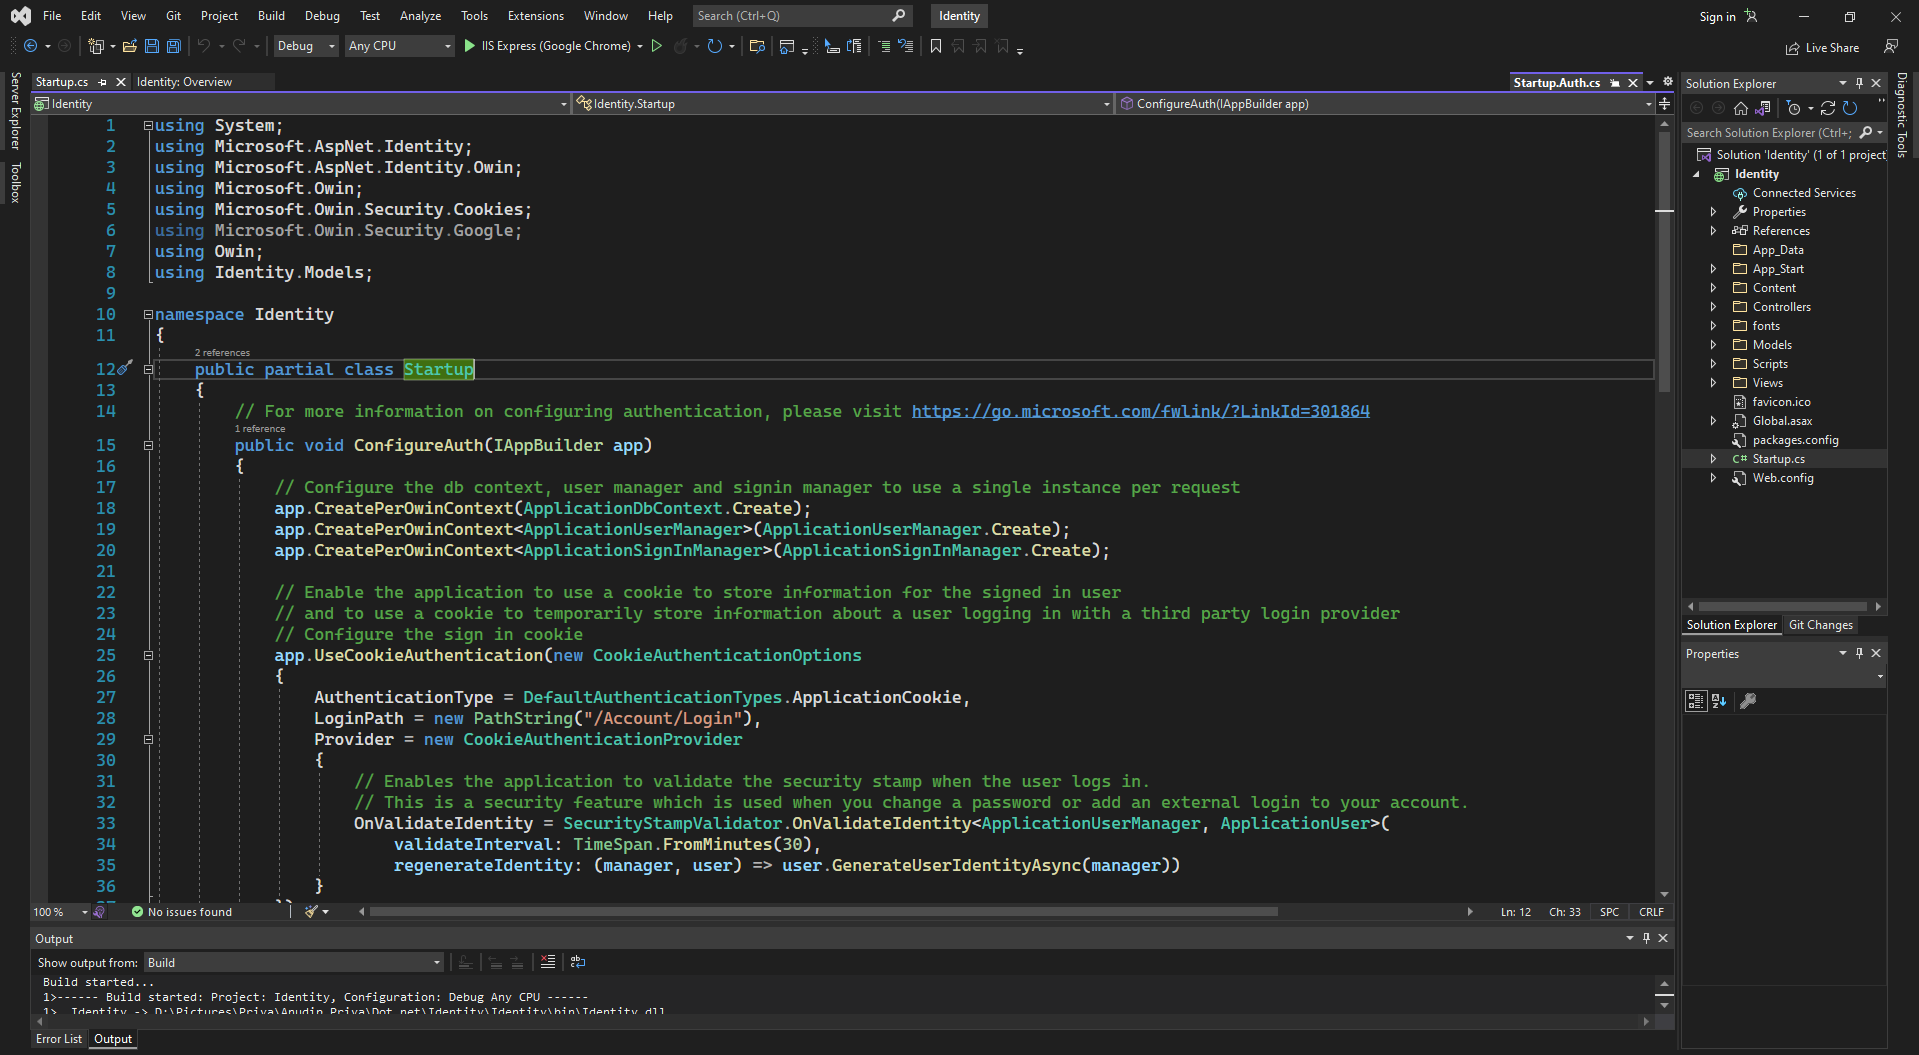 File Edit View Git Project Build Debug Test Analyze Tools Extensions Window Help Search (Ctrl+Q) Identity Sign in
Debug Any CPU IIS Express (Google Chrome) Live Share
Server Explorer
Toolbox
Startup.cs Identity: Overview Startup.Auth.cs
Identity Identity.Startup ConfigureAuth(IAppBuilder app)
1 using System;
2 using Microsoft.AspNet.Identity;
3 using Microsoft.AspNet.Identity.Owin;
4 using Microsoft.Owin;
5 using Microsoft.Owin.Security.Cookies;
6 using Microsoft.Owin.Security.Google;
7 using Owin;
8 using Identity.Models;
9
10 namespace Identity
11 {
2 references
12 public partial class Startup
13 {
14 // For more information on configuring authentication, please visit https://go.microsoft.com/fwlink/?LinkId=301864
1 reference
15 public void ConfigureAuth(IAppBuilder app)
16 {
17 // Configure the db context, user manager and signin manager to use a single instance per request
18 app.CreatePerOwinContext(ApplicationDbContext.Create);
19 app.CreatePerOwinContext<ApplicationUserManager>(ApplicationUserManager.Create);
20 app.CreatePerOwinContext<ApplicationSignInManager>(ApplicationSignInManager.Create);
21
22 // Enable the application to use a cookie to store information for the signed in user
23 // and to use a cookie to temporarily store information about a user logging in with a third party login provider
24 // Configure the sign in cookie
25 app.UseCookieAuthentication(new CookieAuthenticationOptions
26 {
27 AuthenticationType = DefaultAuthenticationTypes.ApplicationCookie,
28 LoginPath = new PathString("/Account/Login"),
29 Provider = new CookieAuthenticationProvider
30 {
31 // Enables the application to validate the security stamp when the user logs in.
32 // This is a security feature which is used when you change a password or add an external login to your account.
33 OnValidateIdentity = SecurityStampValidator.OnValidateIdentity<ApplicationUserManager, ApplicationUser>(
34 validateInterval: TimeSpan.FromMinutes(30),
35 regenerateIdentity: (manager, user) => user.GenerateUserIdentityAsync(manager))
36 }
100 % No issues found Ln: 12 Ch: 33 SPC CRLF
Output
Show output from: Build
Build started...
1>------ Build started: Project: Identity, Configuration: Debug Any CPU ------
1> Identity -> D:\Pictures\Priya\Anudip_Priya\Dot net\Identity\Identity\bin\Identity.dll
Error List Output
Solution Explorer
Search Solution Explorer (Ctrl+;
Solution 'Identity' (1 of 1 project
Identity
Connected Services
Properties
References
App_Data
App_Start
Content
Controllers
fonts
Models
Scripts
Views
favicon.ico
Global.asax
packages.config
C# Startup.cs
Web.config
Solution Explorer Git Changes
Properties
Diagnostic Tools